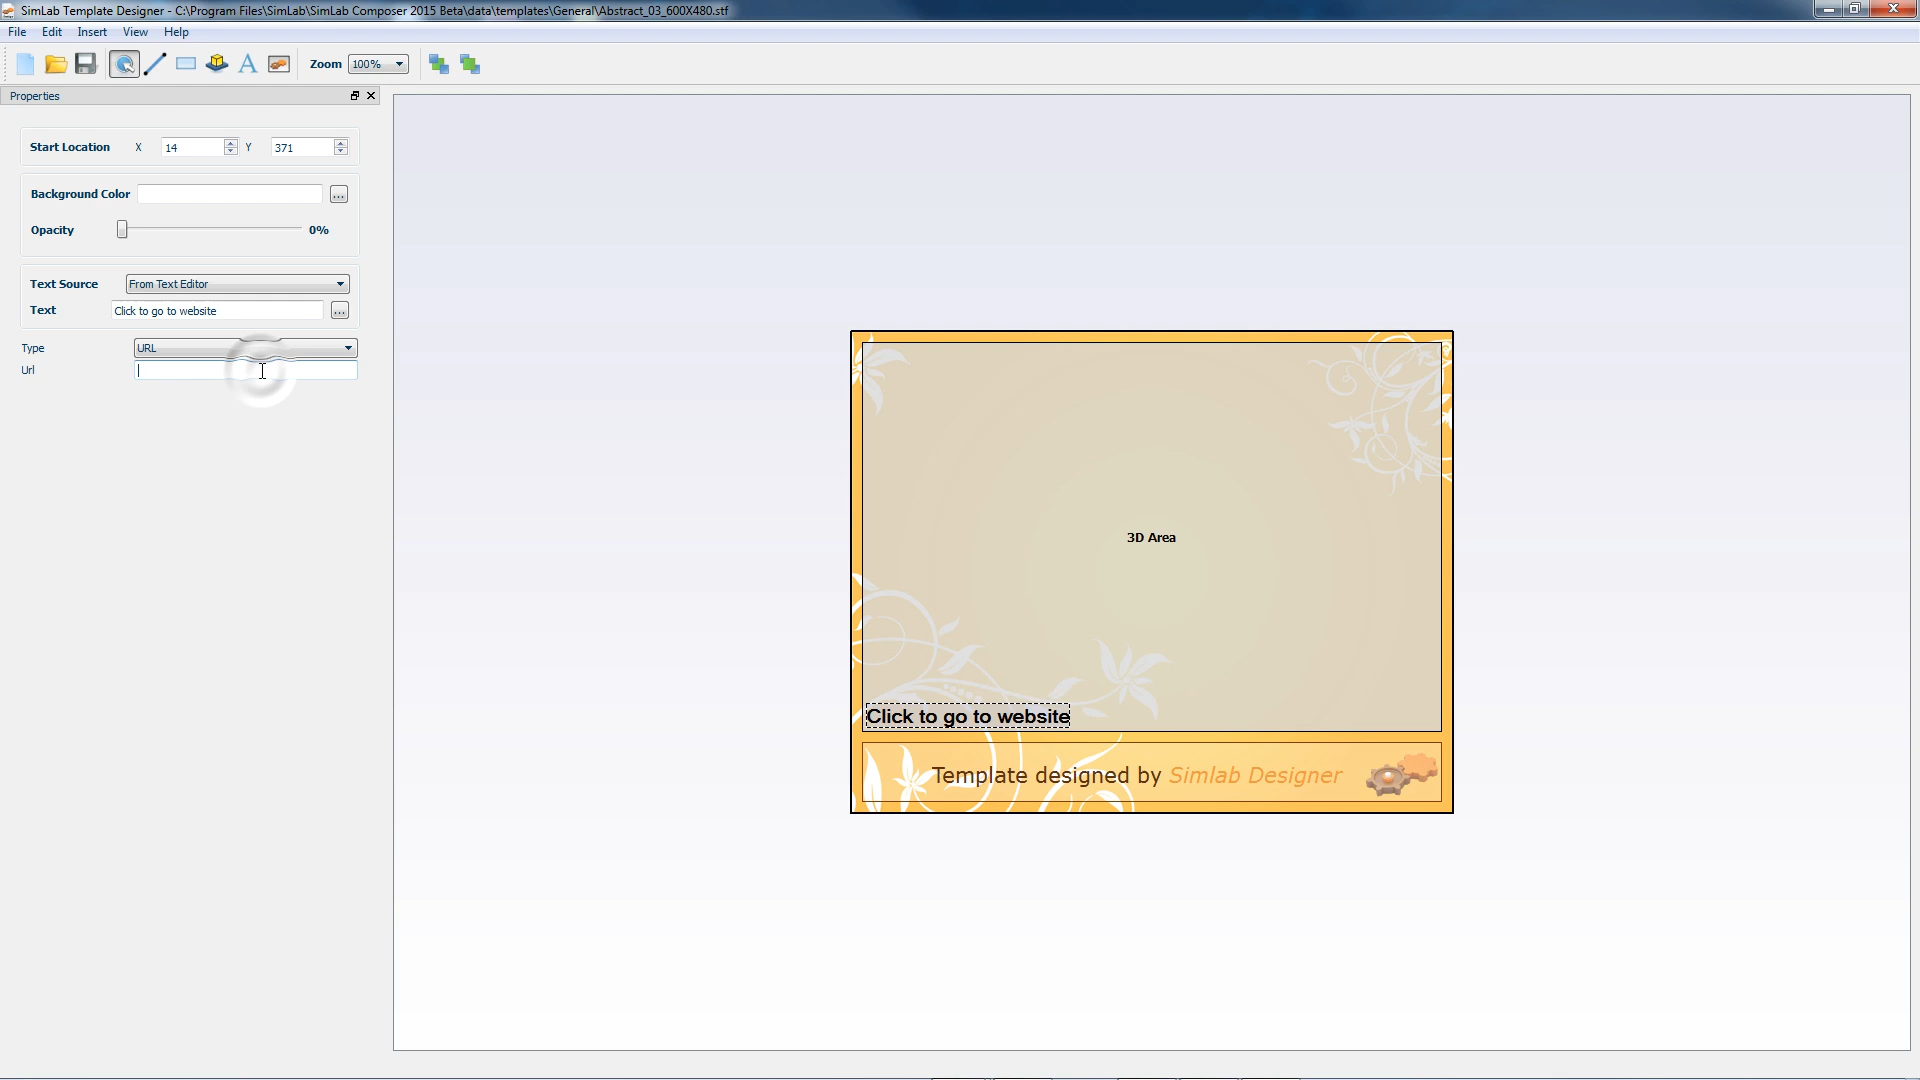 SimLab Template Designer - C:\Program Files\SimLab\SimLab Composer 2015 Beta\data\templates\General\Abstract_03_600X480.stf
File Edit Insert View Help
A Zoom 100%
Properties
Start Location X 14 Y 371
Background Color ...
Opacity 0%
Text Source From Text Editor
Text Click to go to website ...
Type URL
Url
3D Area
Click to go to website
Template designed by Simlab Designer